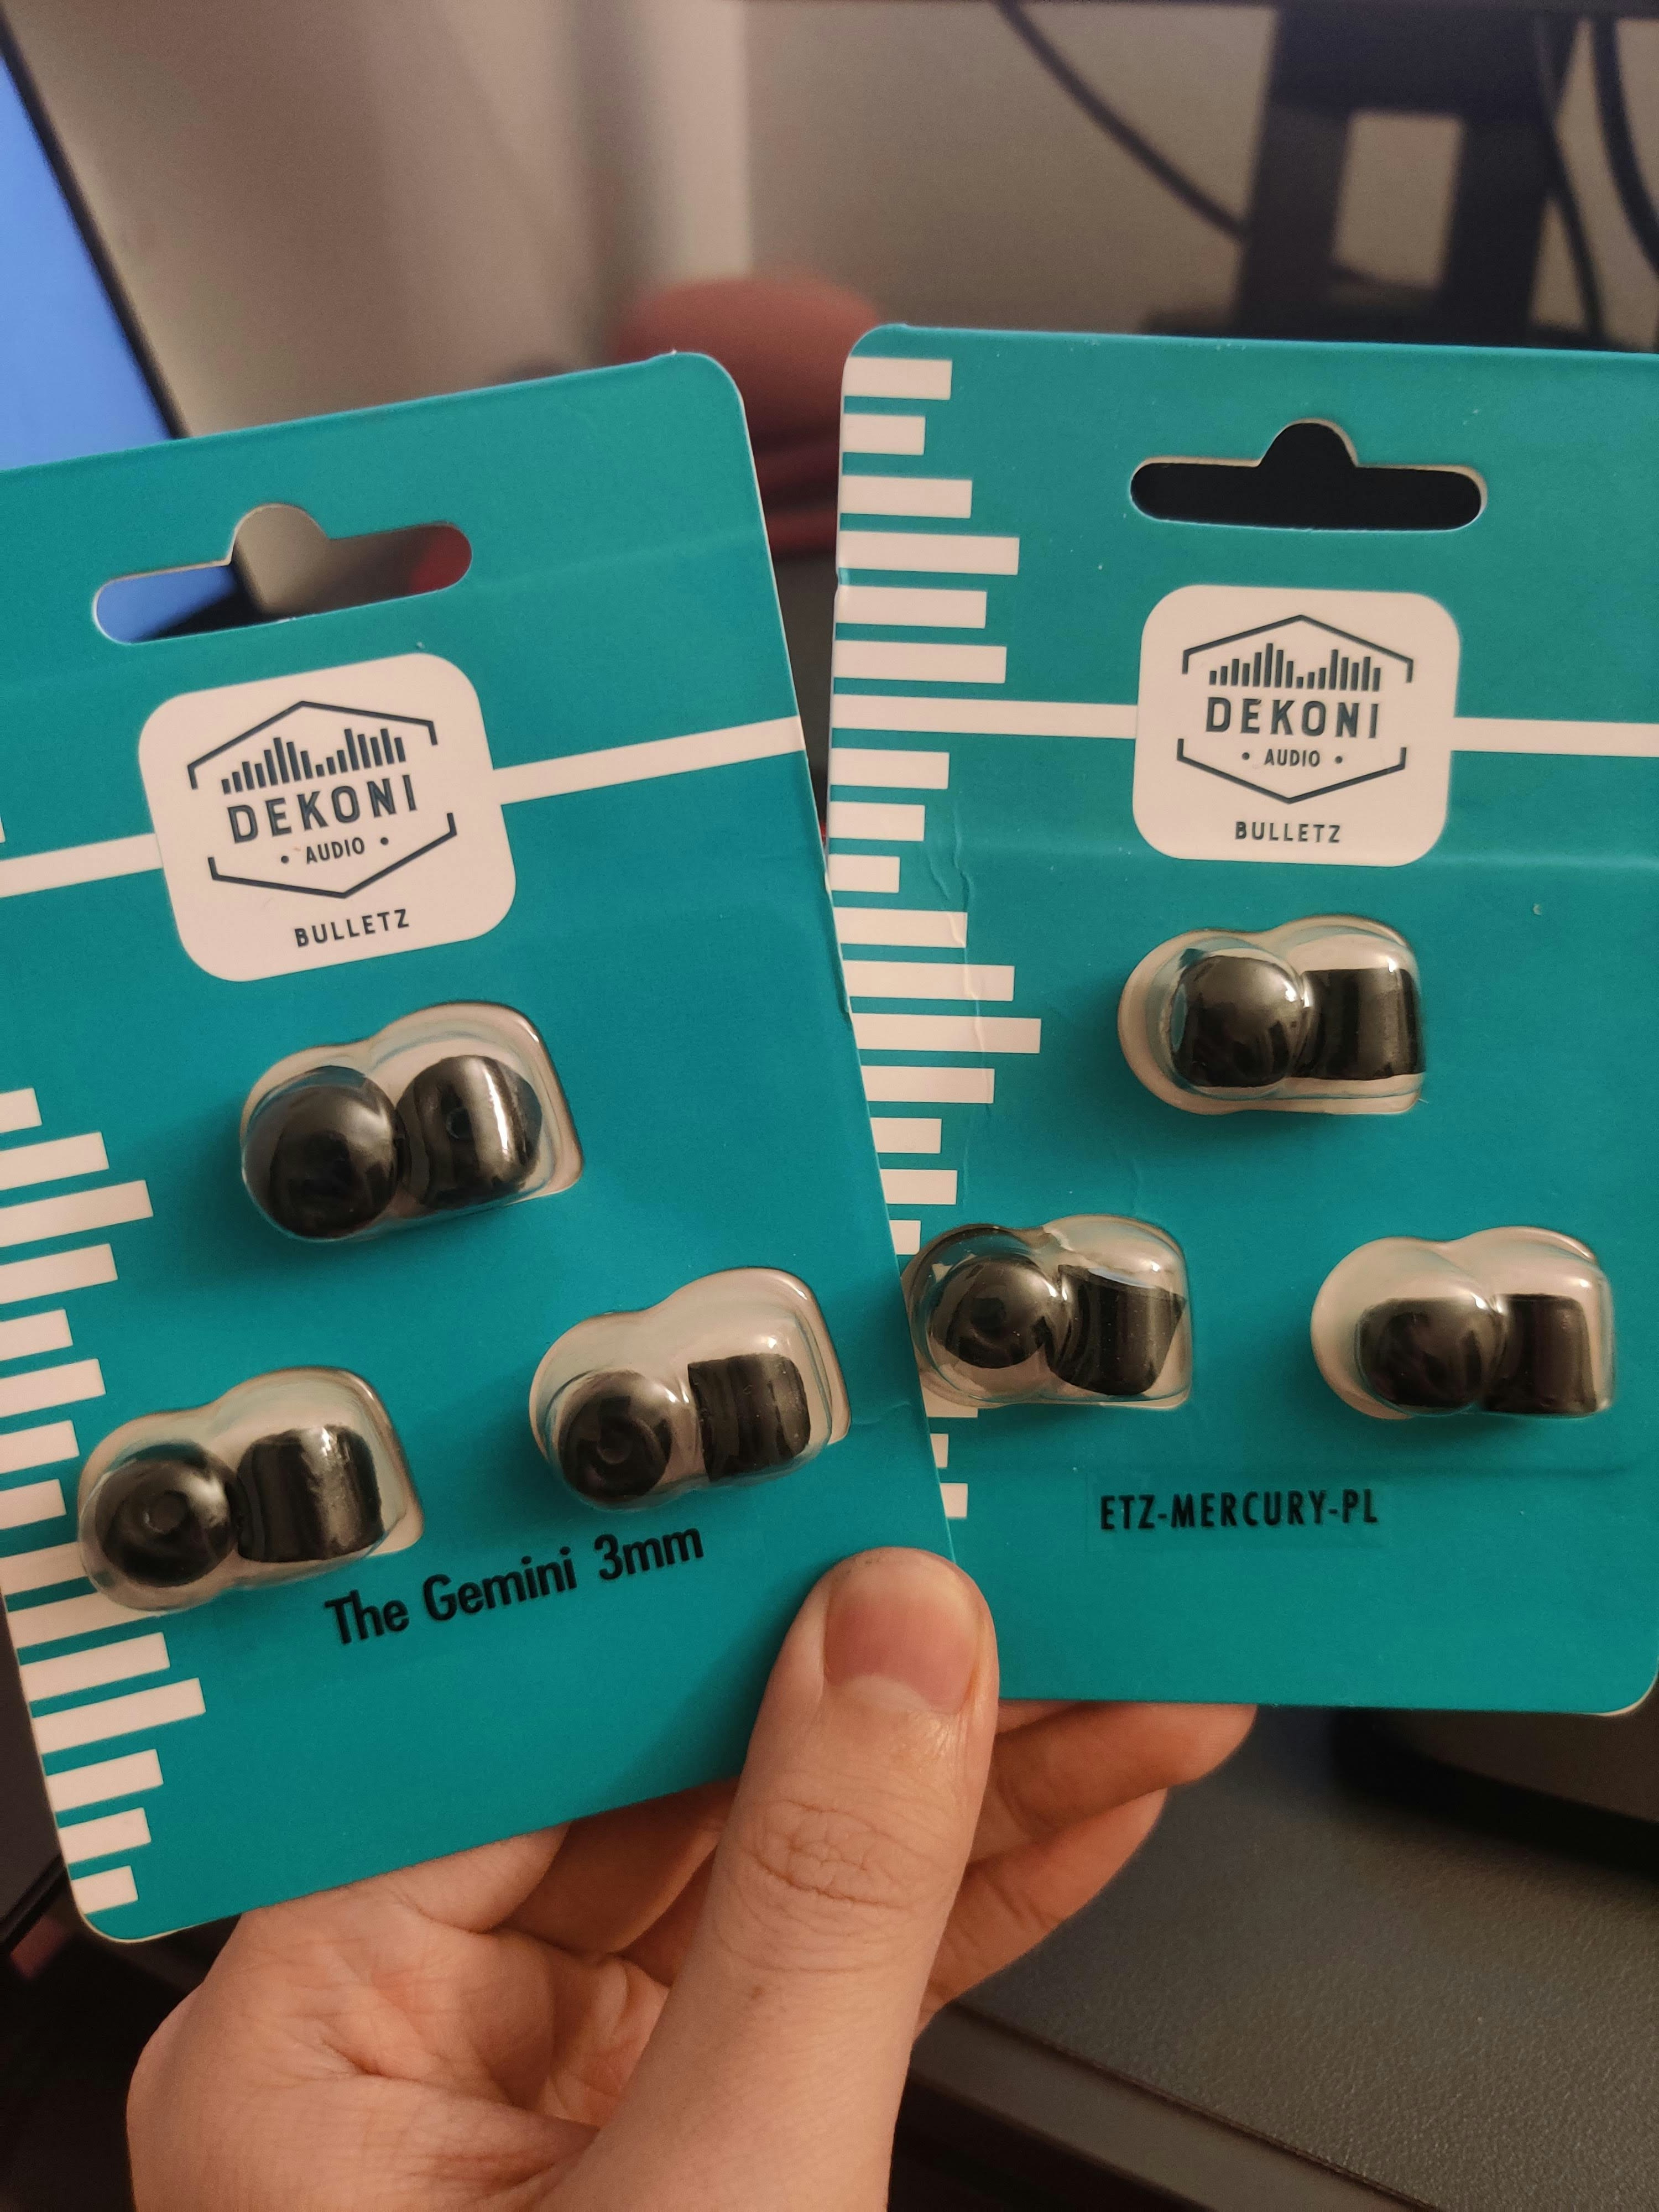 DEKONI
• AUDIO •
BULLETZ
The Gemini 3mm
DEKONI
• AUDIO •
BULLETZ
ETZ-MERCURY-PL